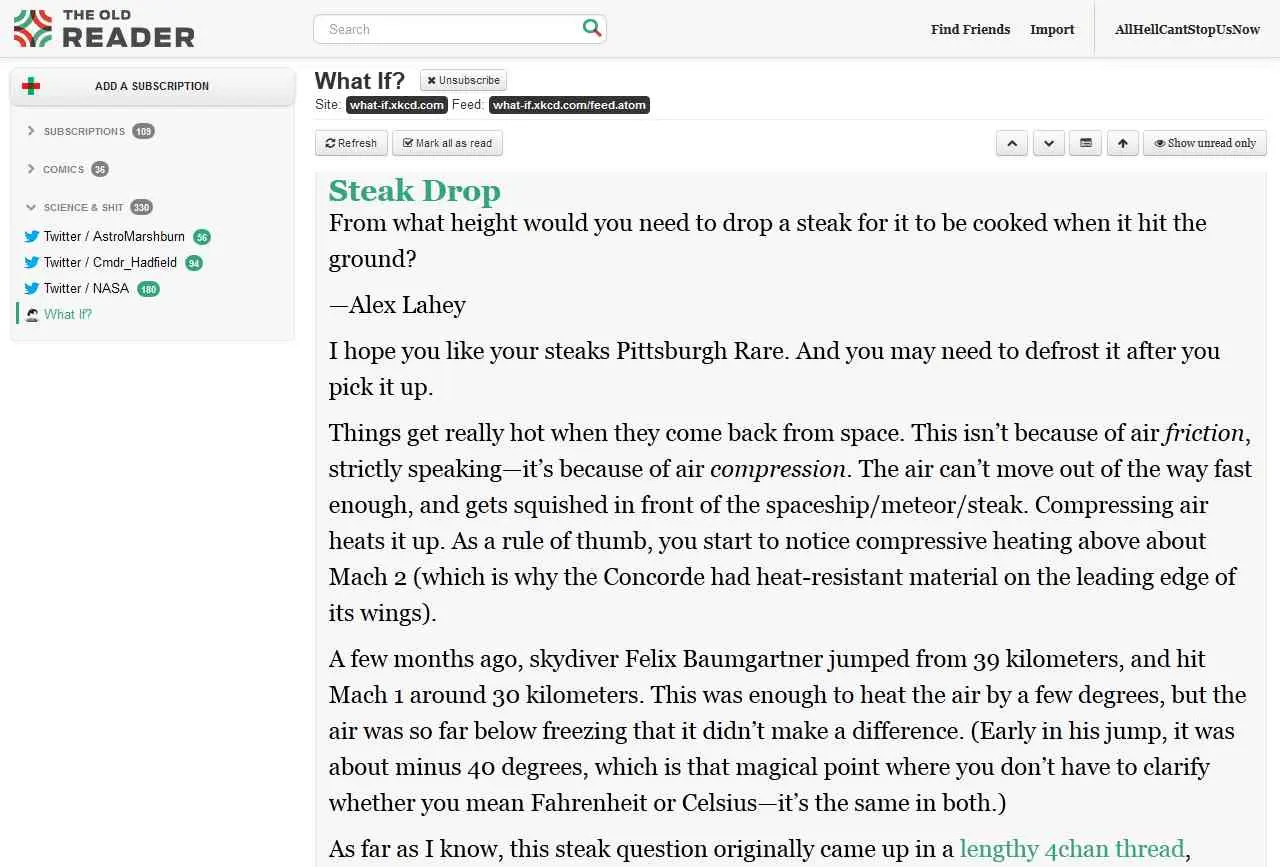 THE OLD
READER
Search
Find Friends
Import
AllHellCantStopUsNow
ADD A SUBSCRIPTION
SUBSCRIPTIONS 109
COMICS 36
SCIENCE & SHIT 330
Twitter / AstroMarshburn 56
Twitter / Cmdr_Hadfield 94
Twitter / NASA 180
What If?
What If? Unsubscribe
Site: what-if.xkcd.com Feed: what-if.xkcd.com/feed.atom
Refresh Mark all as read Show unread only
Steak Drop
From what height would you need to drop a steak for it to be cooked when it hit the
ground?
—Alex Lahey
I hope you like your steaks Pittsburgh Rare. And you may need to defrost it after you
pick it up.
Things get really hot when they come back from space. This isn’t because of air friction,
strictly speaking—it’s because of air compression. The air can’t move out of the way fast
enough, and gets squished in front of the spaceship/meteor/steak. Compressing air
heats it up. As a rule of thumb, you start to notice compressive heating above about
Mach 2 (which is why the Concorde had heat-resistant material on the leading edge of
its wings).
A few months ago, skydiver Felix Baumgartner jumped from 39 kilometers, and hit
Mach 1 around 30 kilometers. This was enough to heat the air by a few degrees, but the
air was so far below freezing that it didn’t make a difference. (Early in his jump, it was
about minus 40 degrees, which is that magical point where you don’t have to clarify
whether you mean Fahrenheit or Celsius—it’s the same in both.)
As far as I know, this steak question originally came up in a lengthy 4chan thread,